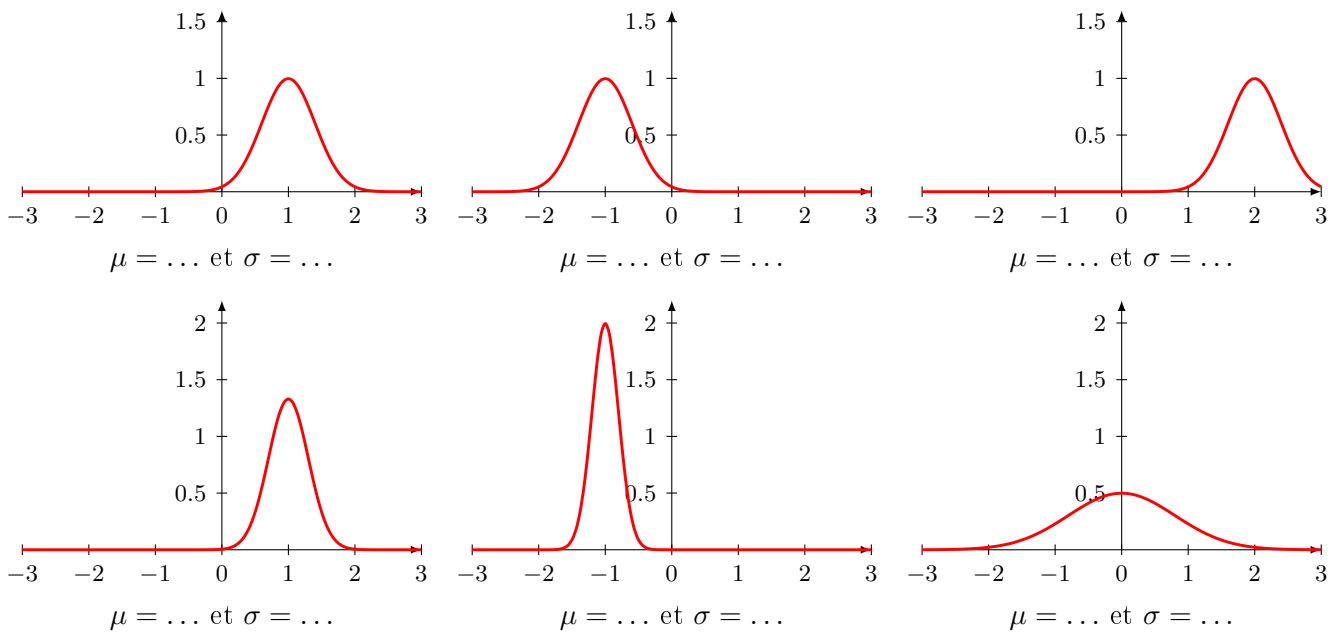 1.5 1.5 1.5
1 1 1
0.5 0.5 0.5
−3 −2 −1 0 1 2 3 −3 −2 −1 0 1 2 3 −3 −2 −1 0 1 2 3
μ = . . . et σ = . . . μ = . . . et σ = . . . μ = . . . et σ = . . .
2 2 2
1.5 1.5 1.5
1 1 1
0.5 0.5 0.5
−3 −2 −1 0 1 2 3 −3 −2 −1 0 1 2 3 −3 −2 −1 0 1 2 3
μ = . . . et σ = . . . μ = . . . et σ = . . . μ = . . . et σ = . . .